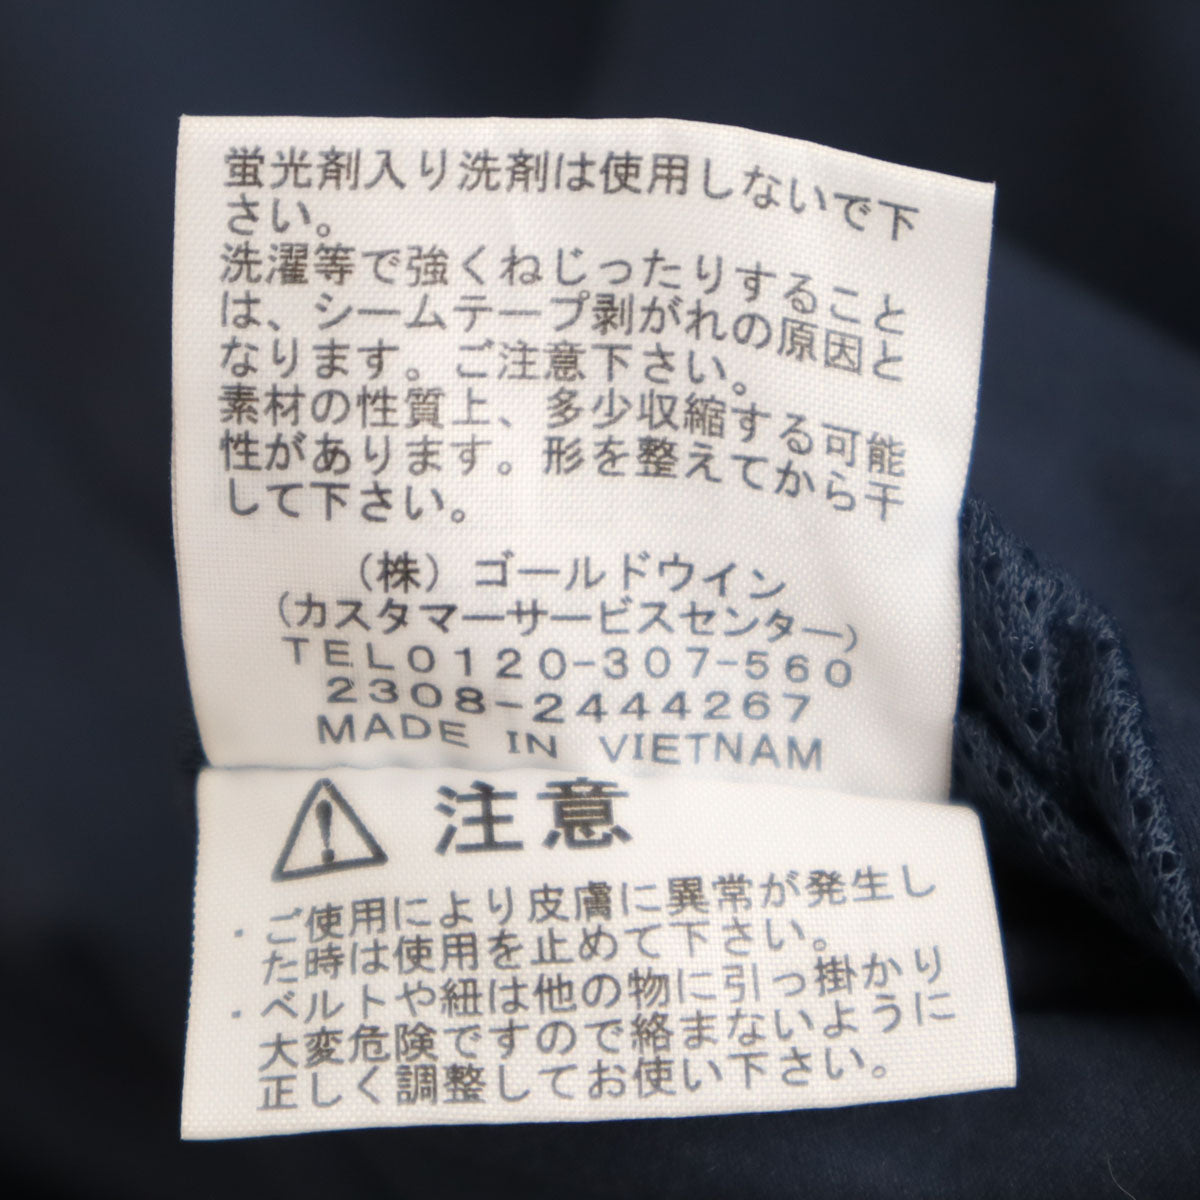 蛍光剤入り洗剤は使用しないで下
さい。
洗濯等で強くねじったりすること
は、シームテープ剥がれの原因と
なります。ご注意下さい。
素材の性質上、多少収縮する可能
性があります。形を整えてから干
して下さい。
(株) ゴールドウイン
(カスタマーサービスセンター)
TEL0120-307-560
2308-2444267
MADE IN VIETNAM
注意
・ご使用により皮膚に異常が発生し
た時は使用を止めて下さい。
・ベルトや紐は他の物に引っ掛かり
大変危険ですので絡まないように
正しく調整してお使い下さい。